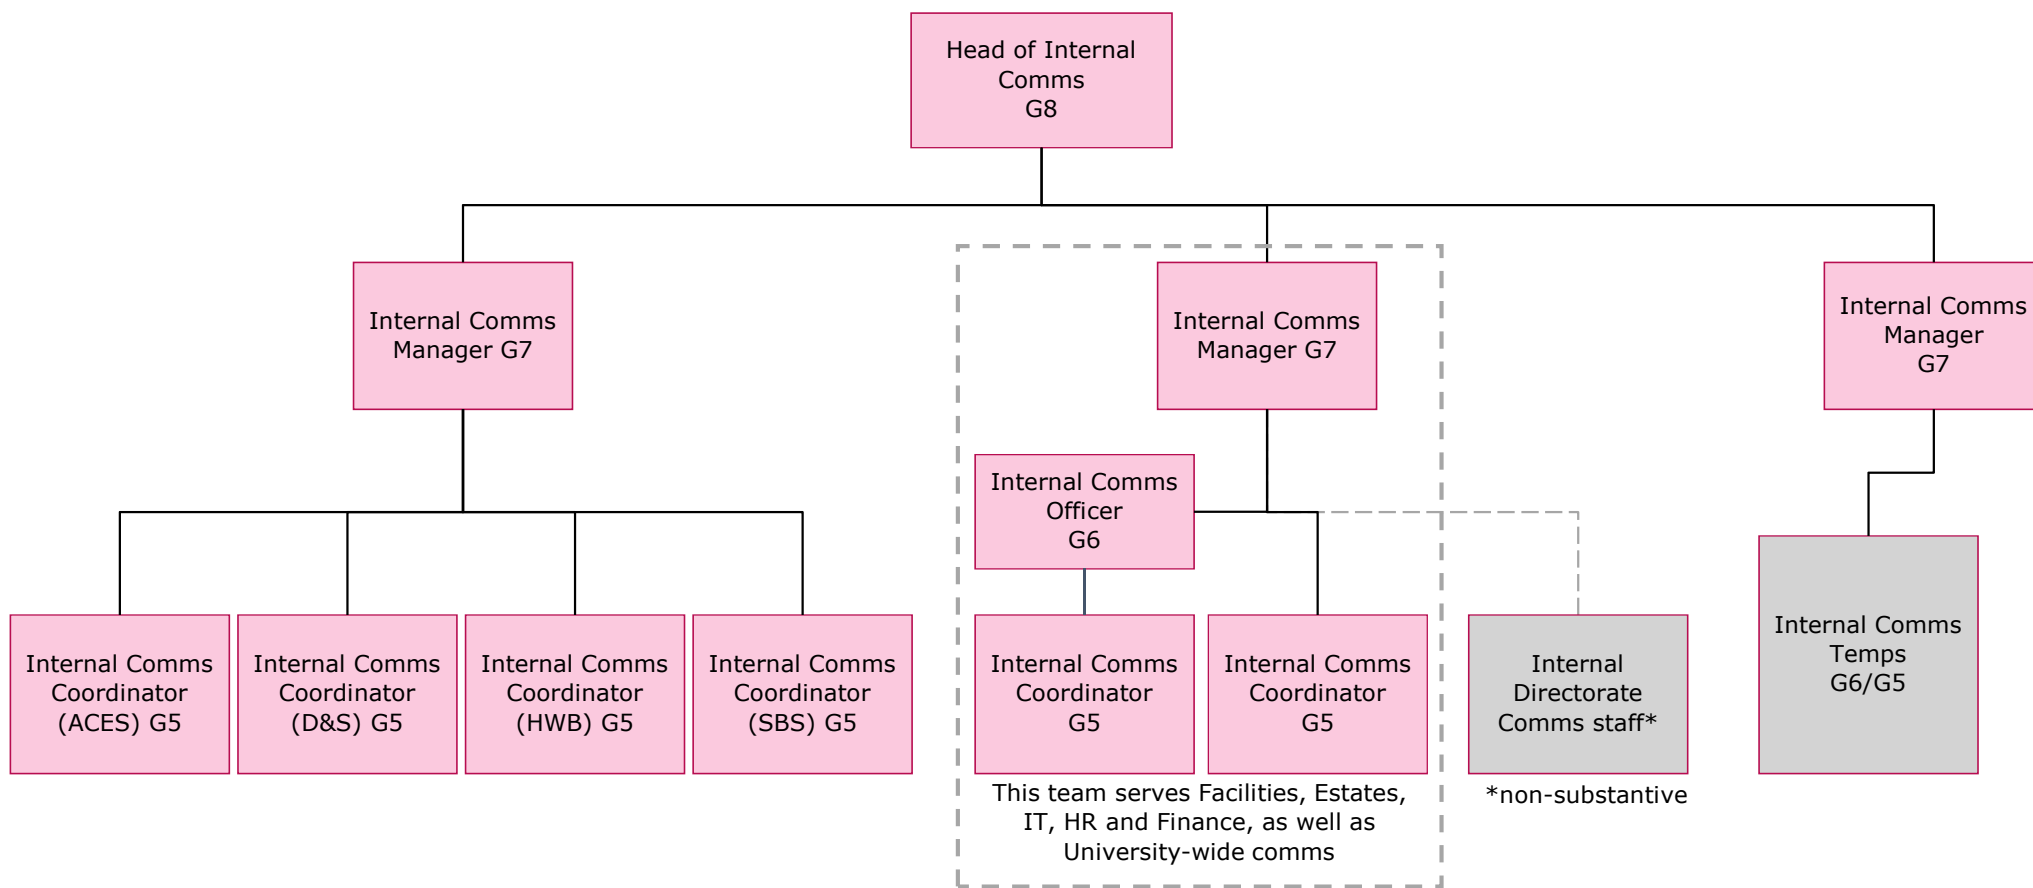 Head of Internal
Comms
G8
Internal Comms
Manager G7
Internal Comms
Manager G7
Internal Comms
Manager
G7
Internal Comms
Officer
G6
Internal Comms
Coordinator
(ACES) G5
Internal Comms
Coordinator
(D&S) G5
Internal Comms
Coordinator
(HWB) G5
Internal Comms
Coordinator
(SBS) G5
Internal Comms
Coordinator
G5
Internal Comms
Coordinator
G5
Internal
Directorate
Comms staff*
Internal Comms
Temps
G6/G5
This team serves Facilities, Estates,
IT, HR and Finance, as well as
University-wide comms
*non-substantive